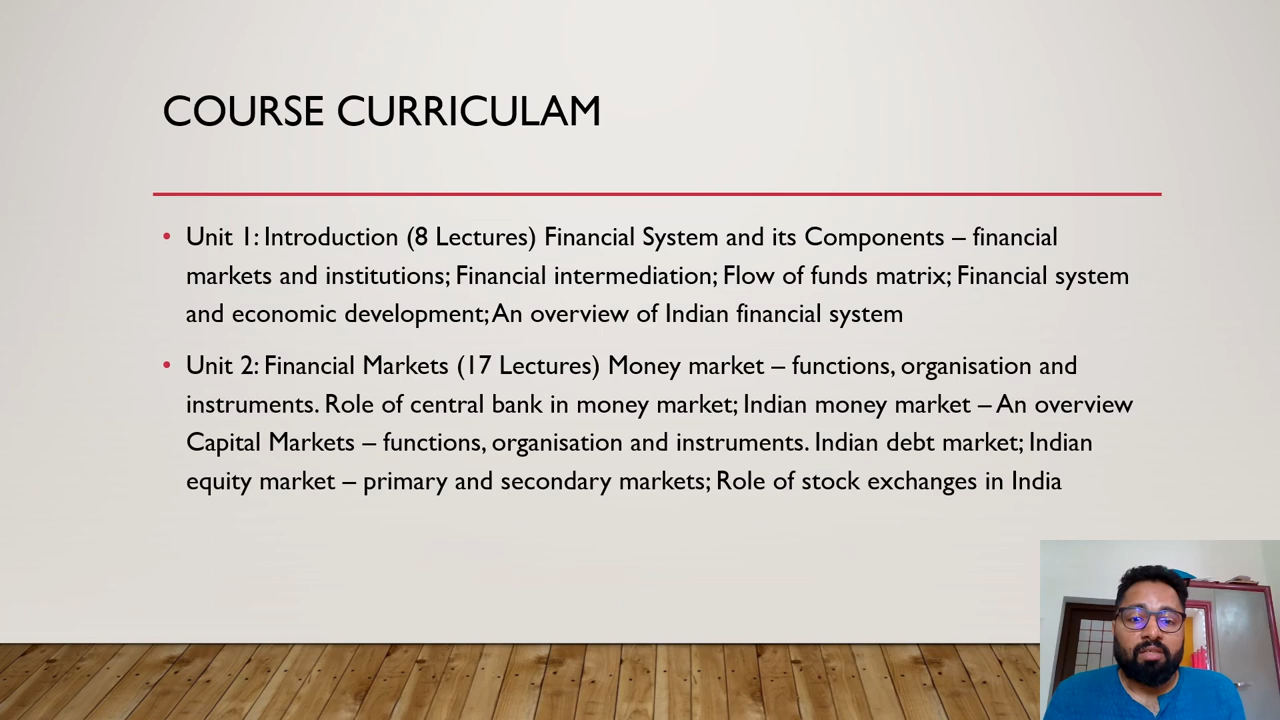 COURSE CURRICULAM
• Unit 1: Introduction (8 Lectures) Financial System and its Components – financial
markets and institutions; Financial intermediation; Flow of funds matrix; Financial system
and economic development; An overview of Indian financial system
• Unit 2: Financial Markets (17 Lectures) Money market – functions, organisation and
instruments. Role of central bank in money market; Indian money market – An overview
Capital Markets – functions, organisation and instruments. Indian debt market; Indian
equity market – primary and secondary markets; Role of stock exchanges in India